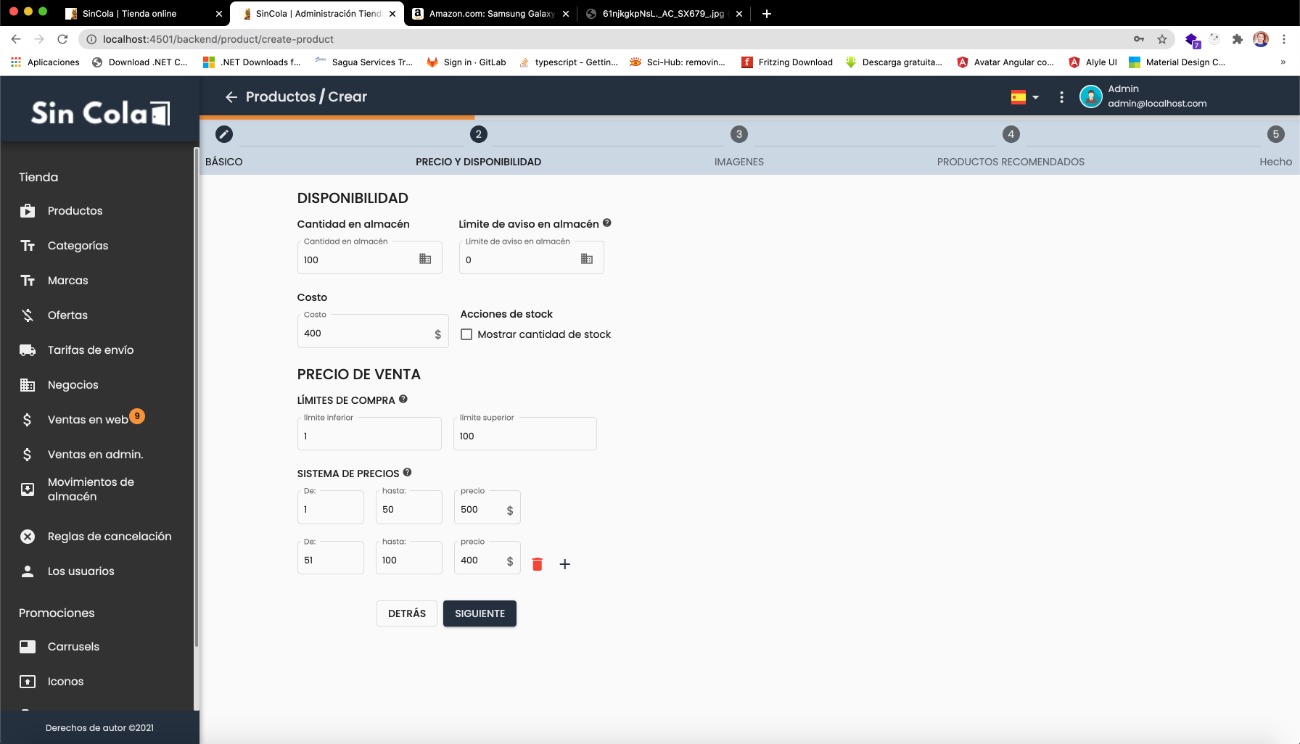 SinCola | Tienda online
SinCola | Administración Tiend
Amazon.com: Samsung Galaxy
61njkgkpNsL._AC_SX679_.jpg
localhost:4501/backend/product/create-product
7
Aplicaciones
Download .NET C...
.NET Downloads f...
Sagua Services Tr...
Sign in · GitLab
typescript - Gettin...
Sci-Hub: removin...
Fritzing Download
Descarga gratuita...
Avatar Angular co...
Alyle UI
Material Design C...
»
Sin Cola
Productos / Crear
Admin
admin@localhost.com
2
3
4
5
BÁSICO
PRECIO Y DISPONIBILIDAD
IMAGENES
PRODUCTOS RECOMENDADOS
Hecho
Tienda
Productos
Categorías
Marcas
Ofertas
Tarifas de envío
Negocios
Ventas en web
9
Ventas en admin.
Movimientos de
almacén
Reglas de cancelación
Los usuarios
Promociones
Carrusels
Iconos
Derechos de autor ©2021
DISPONIBILIDAD
Cantidad en almacén
Límite de aviso en almacén
Cantidad en almacén
Límite de aviso en almacén
100
0
Costo
Acciones de stock
Costo
400
$
Mostrar cantidad de stock
PRECIO DE VENTA
LÍMITES DE COMPRA
límite inferior
límite superior
1
100
SISTEMA DE PRECIOS
De:
hasta:
precio
1
50
500
$
De:
hasta:
precio
51
100
400
$
DETRÁS
SIGUIENTE